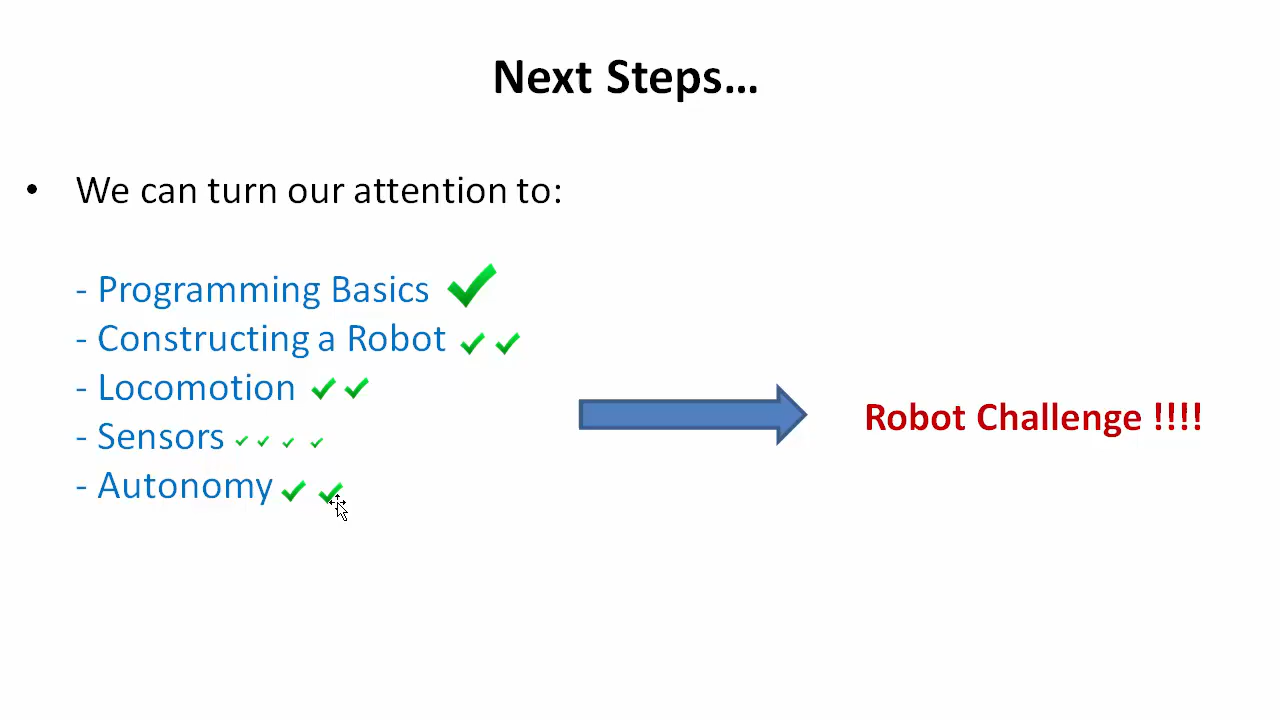 Next Steps...
• We can turn our attention to:
- Programming Basics
- Constructing a Robot
- Locomotion
- Sensors
- Autonomy
Robot Challenge !!!!